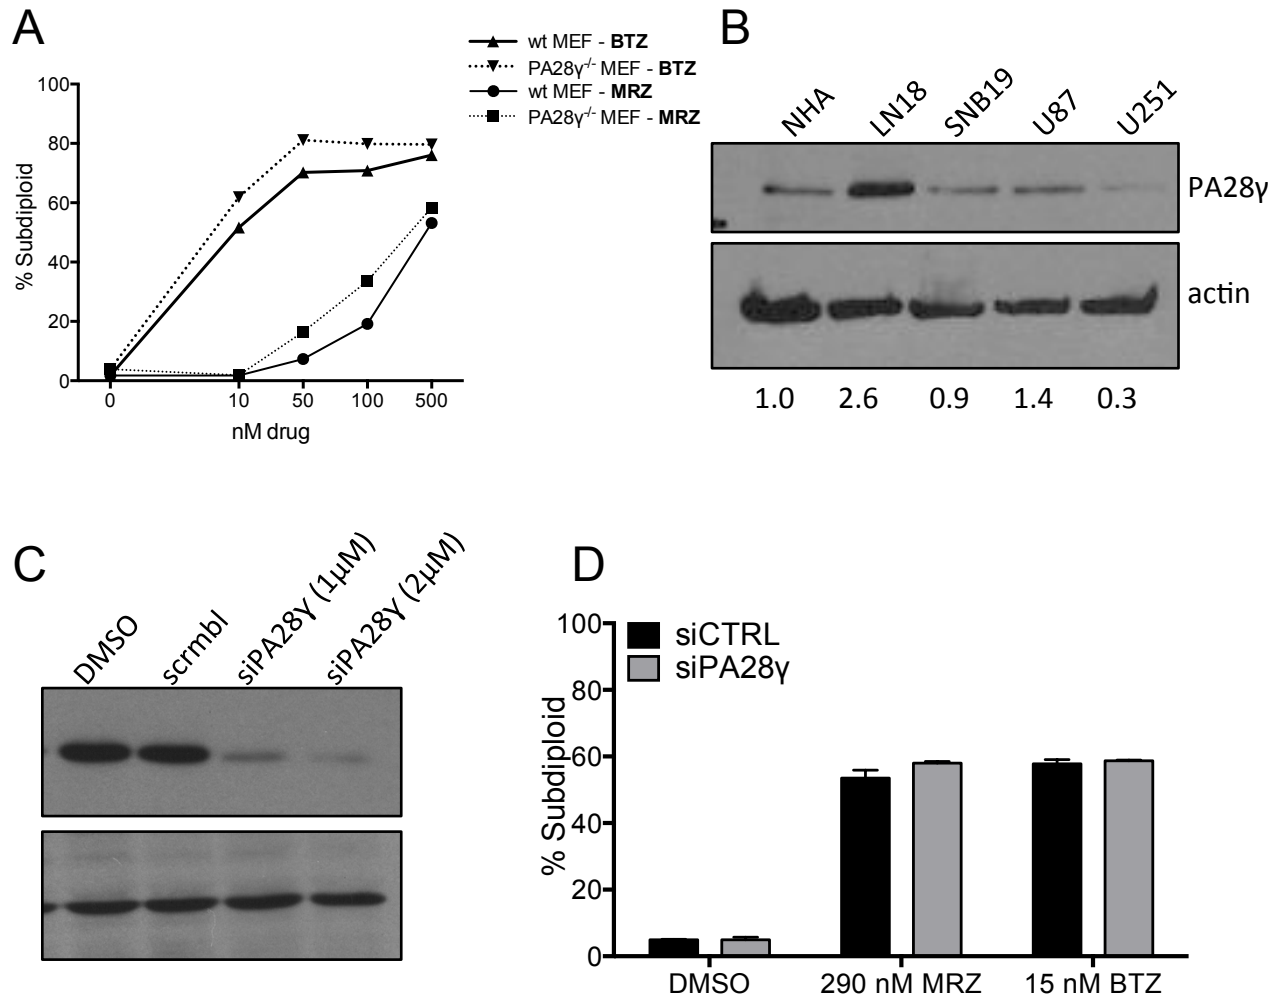 A
wt MEF - BTZ
PA28γ-/- MEF - BTZ
wt MEF - MRZ
PA28γ-/- MEF - MRZ
100
80
60
40
20
0
% Subdiploid
0 10 50 100 500
nM drug
B
NHA LN18 SNB19 U87 U251
PA28γ
actin
1.0 2.6 0.9 1.4 0.3
C
DMSO scrmbl siPA28γ (1μM) siPA28γ (2μM)
D
siCTRL
siPA28γ
100
80
60
40
20
0
% Subdiploid
DMSO 290 nM MRZ 15 nM BTZ